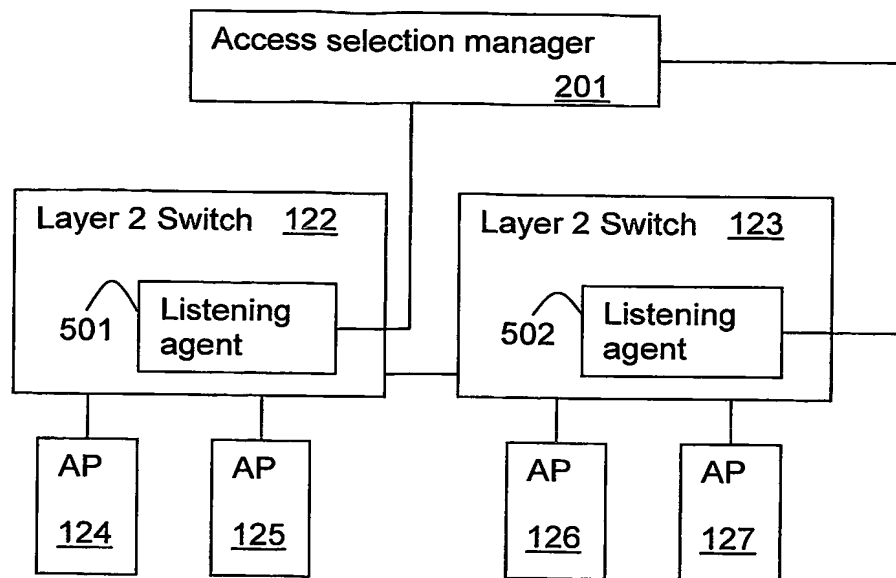 Access selection manager
201
Layer 2 Switch 122
Layer 2 Switch 123
501
Listening
agent
502
Listening
agent
AP
124
AP
125
AP
126
AP
127